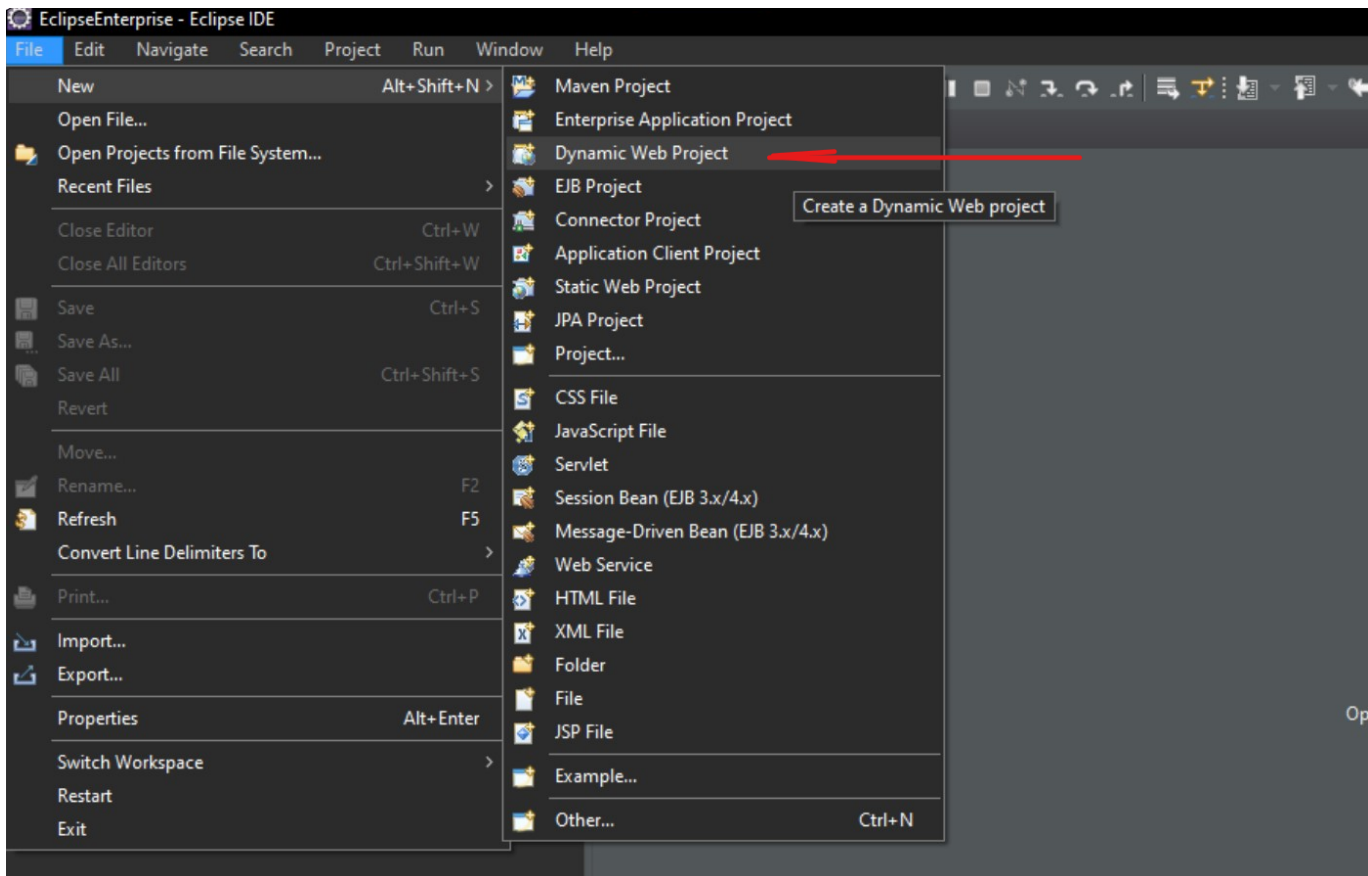 EclipseEnterprise - Eclipse IDE
File Edit Navigate Search Project Run Window Help
New Alt+Shift+N >
Open File...
Open Projects from File System...
Recent Files >
Close Editor Ctrl+W
Close All Editors Ctrl+Shift+W
Save Ctrl+S
Save As...
Save All Ctrl+Shift+S
Revert
Move...
Rename... F2
Refresh F5
Convert Line Delimiters To >
Print... Ctrl+P
Import...
Export...
Properties Alt+Enter
Switch Workspace >
Restart
Exit
Maven Project
Enterprise Application Project
Dynamic Web Project
EJB Project
Connector Project
Application Client Project
Static Web Project
JPA Project
Project...
CSS File
JavaScript File
Servlet
Session Bean (EJB 3.x/4.x)
Message-Driven Bean (EJB 3.x/4.x)
Web Service
HTML File
XML File
Folder
File
JSP File
Example...
Other... Ctrl+N
Create a Dynamic Web project
Op